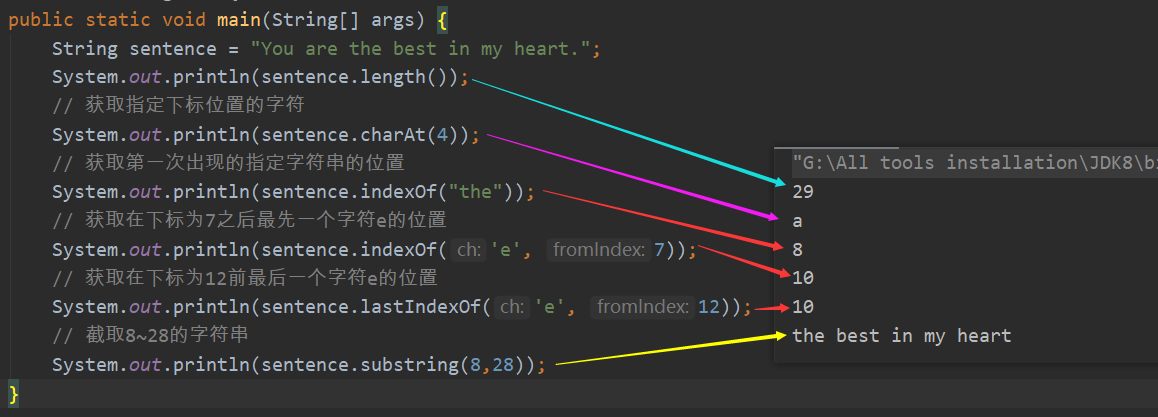 public static void main(String[] args) {
String sentence = "You are the best in my heart.";
System.out.println(sentence.length());
// 获取指定下标位置的字符
System.out.println(sentence.charAt(4));
// 获取第一次出现的指定字符串的位置
System.out.println(sentence.indexOf("the"));
// 获取在下标为7之后最先一个字符e的位置
System.out.println(sentence.indexOf( ch: 'e', fromIndex: 7));
// 获取在下标为12前最后一个字符e的位置
System.out.println(sentence.lastIndexOf( ch: 'e', fromIndex: 12));
// 截取8~28的字符串
System.out.println(sentence.substring(8,28));
}
"G:\All tools installation\JDK8\b
29
a
8
10
10
the best in my heart